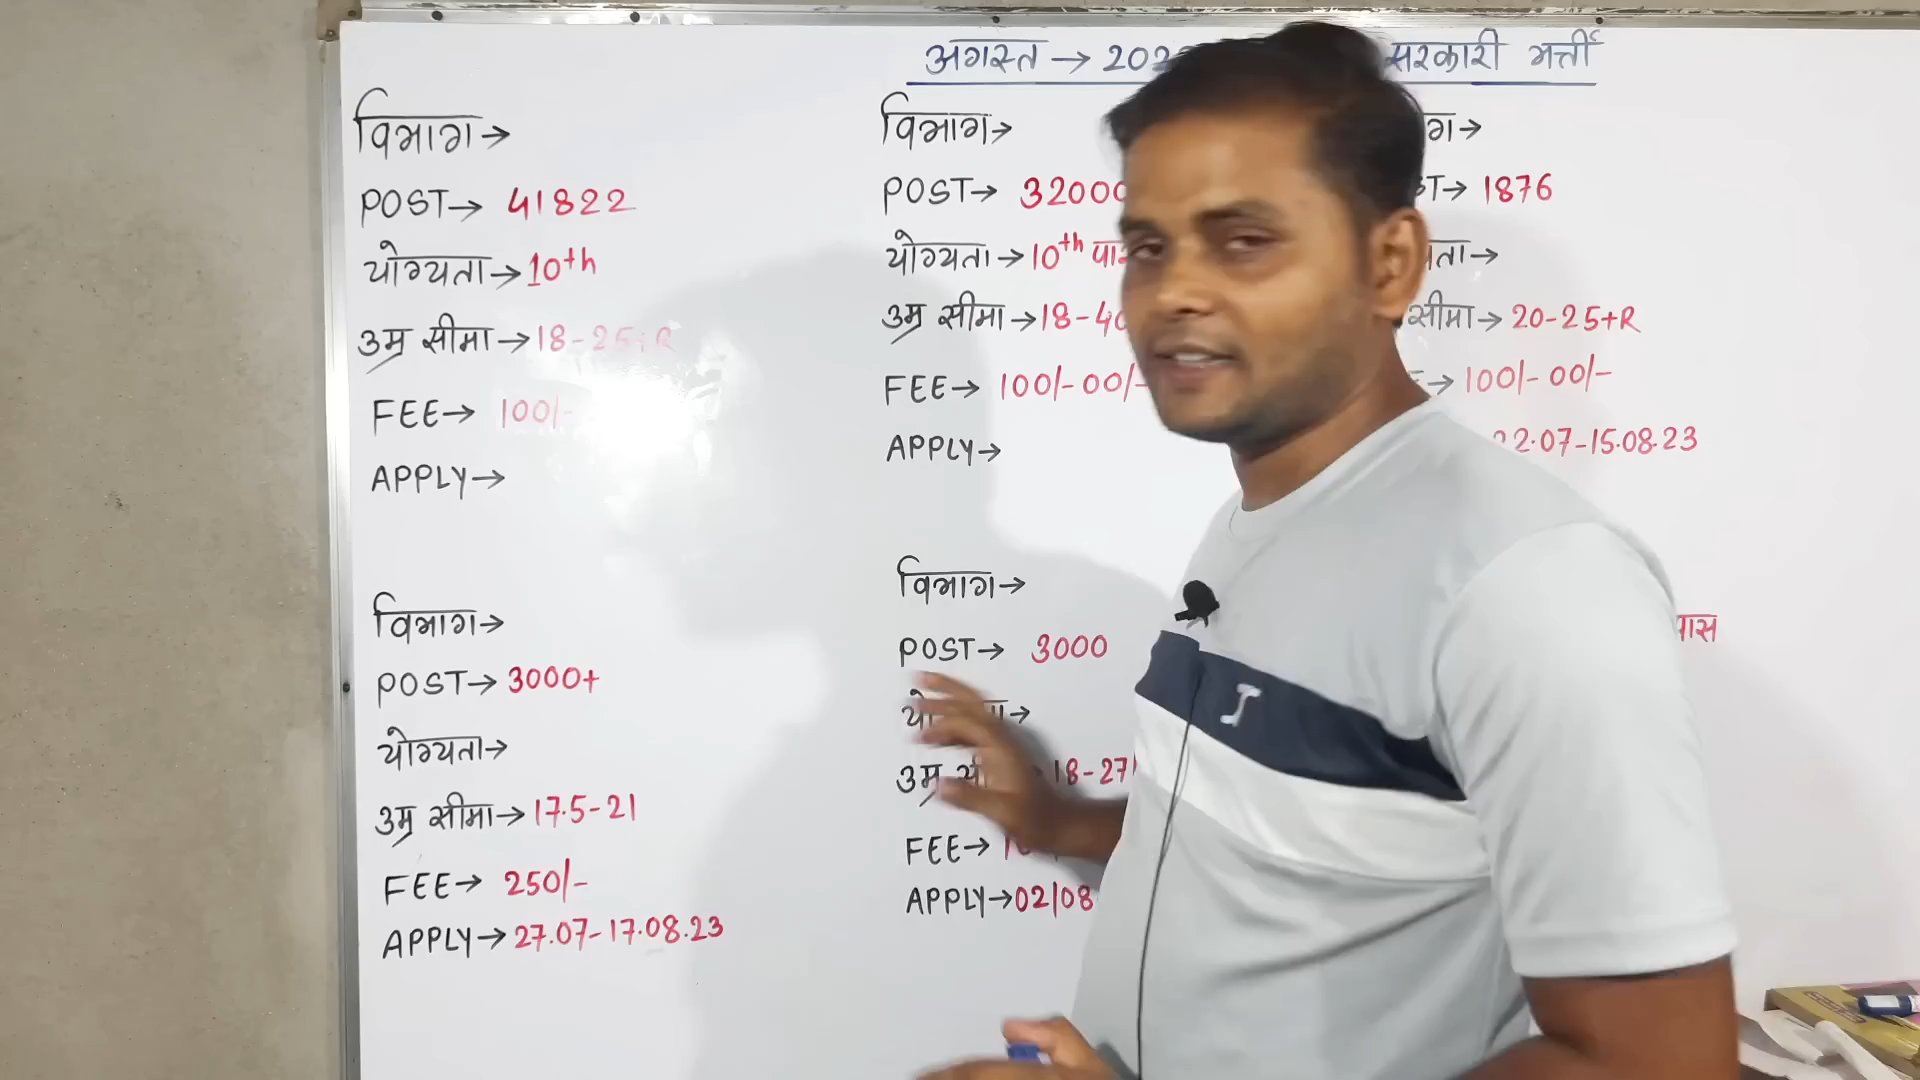 अगस्त → 202 सरकारी भर्ती
विभाग→
POST→ 41822
योग्यता→10th
उम्र सीमा→18-25+R
FEE→ 100/-
APPLY→
विभाग→
POST→ 32000
योग्यता→10th
उम्र सीमा→18-40
FEE→ 100/- 00/-
APPLY→
ग→
T→ 1876
ता→
सीमा→ 20-25+R
→ 100/- 00/-
2.07-15.08.23
विभाग→
POST→ 3000+
योग्यता→
उम्र सीमा→17.5-21
FEE→ 250/-
APPLY→27.07-17.08.23
विभाग→
POST→ 3000
→
उम्र 18-27
FEE→
APPLY→02/08
पास